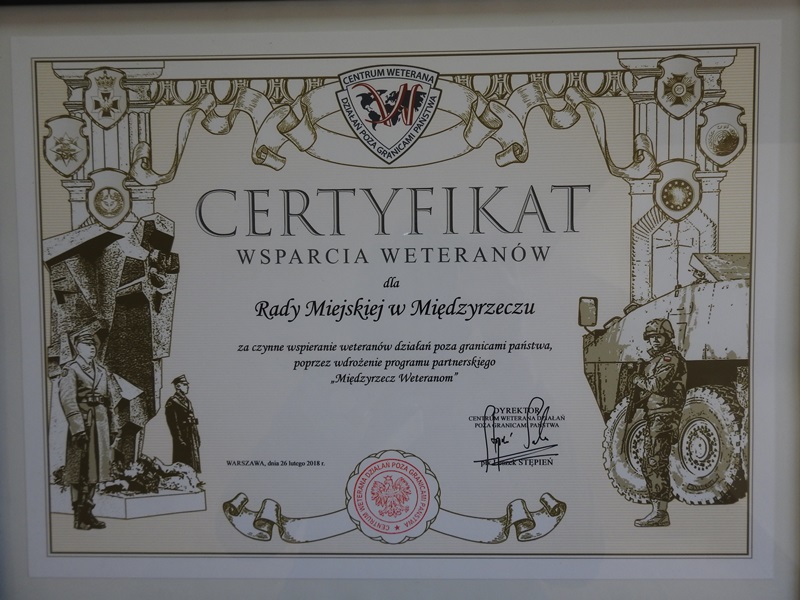 CENTRUM WETERANA
DZIAŁAŃ POZA GRANICAMI PAŃSTWA
CERTYFIKAT
WSPARCIA WETERANÓW
dla
Rady Miejskiej w Międzyrzeczu
za czynne wspieranie weteranów działań poza granicami państwa,
poprzez wdrożenie programu partnerskiego
„Międzyrzecz Weteranom”
DYREKTOR
CENTRUM WETERANA DZIAŁAŃ
POZA GRANICAMI PAŃSTWA
STĘPIEŃ
WARSZAWA, dnia 26 lutego 2018 r.
CENTRUM WETERANA DZIAŁAŃ POZA GRANICAMI PAŃSTWA